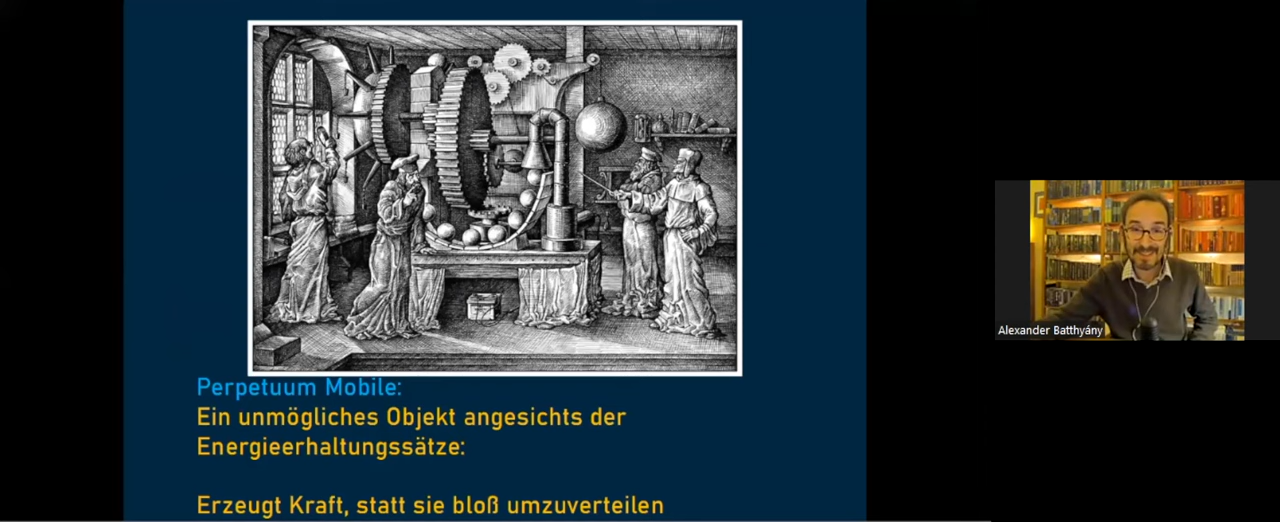 Perpetuum Mobile:
Ein unmögliches Objekt angesichts der
Energieerhaltungssätze:
Erzeugt Kraft, statt sie bloß umzuverteilen
Alexander Batthyány